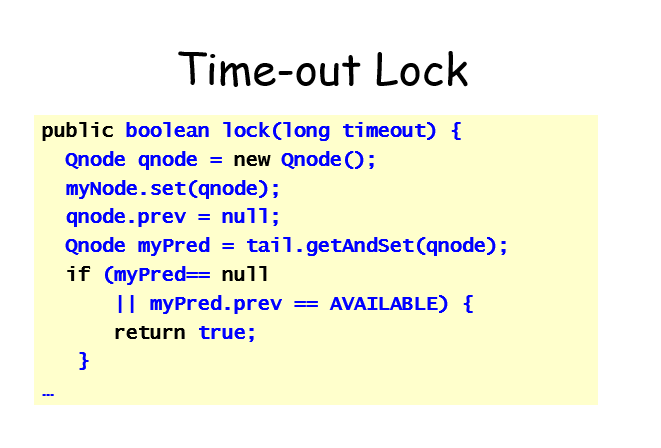 Time-out Lock
public boolean lock(long timeout) {
  Qnode qnode = new Qnode();
  myNode.set(qnode);
  qnode.prev = null;
  Qnode myPred = tail.getAndSet(qnode);
  if (myPred== null
      || myPred.prev == AVAILABLE) {
      return true;
   }
…